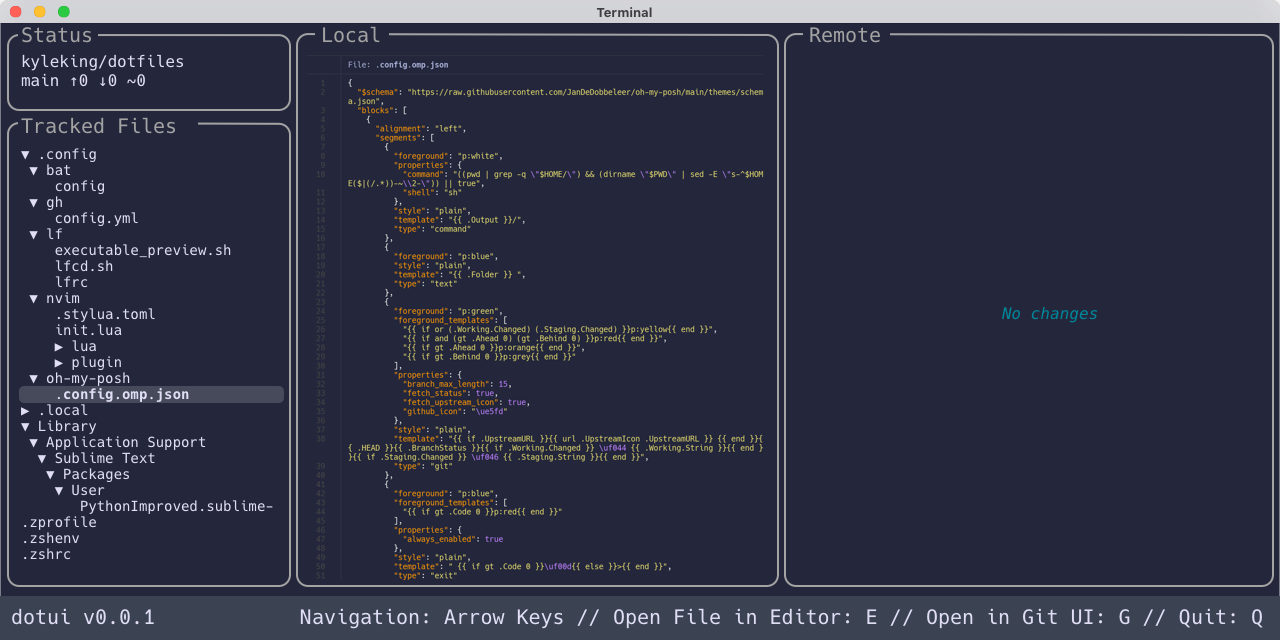 Terminal
Status
kyleking/dotfiles
main ↑0 ↓0 ~0
Tracked Files
▼ .config
▼ bat
config
▼ gh
config.yml
▼ lf
executable_preview.sh
lfcd.sh
lfrc
▼ nvim
.stylua.toml
init.lua
▶ lua
▶ plugin
▼ oh-my-posh
.config.omp.json
▶ .local
▼ Library
▼ Application Support
▼ Sublime Text
▼ Packages
▼ User
PythonImproved.sublime-
.zprofile
.zshenv
.zshrc
Local
File: .config.omp.json
1 {
2 "$schema": "https://raw.githubusercontent.com/JanDeDobbeleer/oh-my-posh/main/themes/schem
a.json",
3 "blocks": [
4 {
5 "alignment": "left",
6 "segments": [
7 {
8 "foreground": "p:white",
9 "properties": {
10 "command": "((pwd | grep -q \"$HOME/\") && (dirname \"$PWD\" | sed -E \"s~^$HOM
E($|(/.*))~~\\2~\")) || true",
11 "shell": "sh"
12 },
13 "style": "plain",
14 "template": "{{ .Output }}/",
15 "type": "command"
16 },
17 {
18 "foreground": "p:blue",
19 "style": "plain",
20 "template": "{{ .Folder }} ",
21 "type": "text"
22 },
23 {
24 "foreground": "p:green",
25 "foreground_templates": [
26 "{{ if or (.Working.Changed) (.Staging.Changed) }}p:yellow{{ end }}",
27 "{{ if and (gt .Ahead 0) (gt .Behind 0) }}p:red{{ end }}",
28 "{{ if gt .Ahead 0 }}p:orange{{ end }}",
29 "{{ if gt .Behind 0 }}p:grey{{ end }}"
30 ],
31 "properties": {
32 "branch_max_length": 15,
33 "fetch_status": true,
34 "fetch_upstream_icon": true,
35 "github_icon": "\ue5fd"
36 },
37 "style": "plain",
38 "template": "{{ if .UpstreamURL }}{{ url .UpstreamIcon .UpstreamURL }} {{ end }}{
{ .HEAD }}{{ .BranchStatus }}{{ if .Working.Changed }} \uf044 {{ .Working.String }}{{ end }
}{{ if .Staging.Changed }} \uf046 {{ .Staging.String }}{{ end }}",
39 "type": "git"
40 },
41 {
42 "foreground": "p:blue",
43 "foreground_templates": [
44 "{{ if gt .Code 0 }}p:red{{ end }}"
45 ],
46 "properties": {
47 "always_enabled": true
48 },
49 "style": "plain",
50 "template": " {{ if gt .Code 0 }}\uf00d{{ else }}>{{ end }}",
51 "type": "exit"
Remote
No changes
dotui v0.0.1 Navigation: Arrow Keys // Open File in Editor: E // Open in Git UI: G // Quit: Q